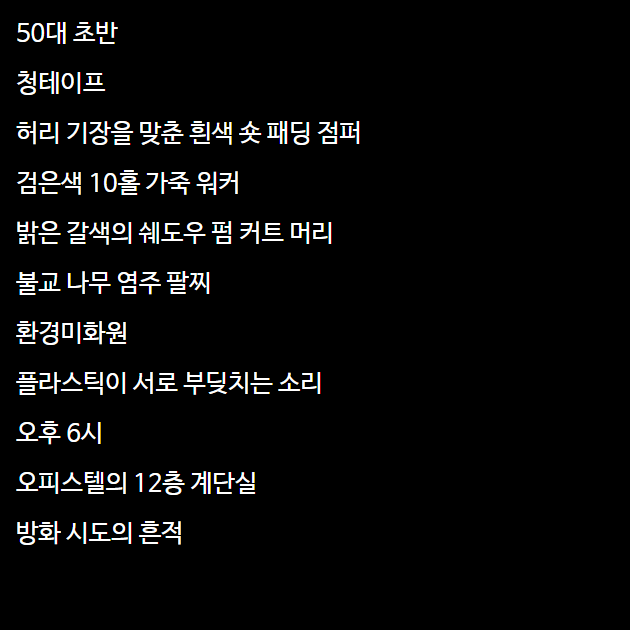 50대 초반
청테이프
허리 기장을 맞춘 흰색 숏 패딩 점퍼
검은색 10홀 가죽 워커
밝은 갈색의 쉐도우 펌 커트 머리
불교 나무 염주 팔찌
환경미화원
플라스틱이 서로 부딪치는 소리
오후 6시
오피스텔의 12층 계단실
방화 시도의 흔적